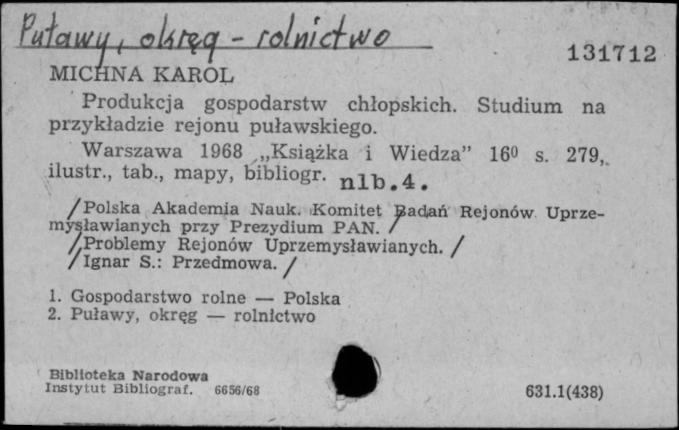 Puławy, okręg - rolnictwo
131712
MICHNA KAROL
Produkcja gospodarstw chłopskich. Studium na
przykładzie rejonu puławskiego.
Warszawa 1968 „Książka i Wiedza” 16⁰ s. 279,
ilustr., tab., mapy, bibliogr. nlb.4.
/Polska Akademia Nauk. Komitet Badań Rejonów Uprze-
mysławianych przy Prezydium PAN. /
/Problemy Rejonów Uprzemysławianych. /
/Ignar S.: Przedmowa. /
1. Gospodarstwo rolne — Polska
2. Puławy, okręg — rolnictwo
Biblioteka Narodowa
Instytut Bibliograf. 6656/68
631.1(438)